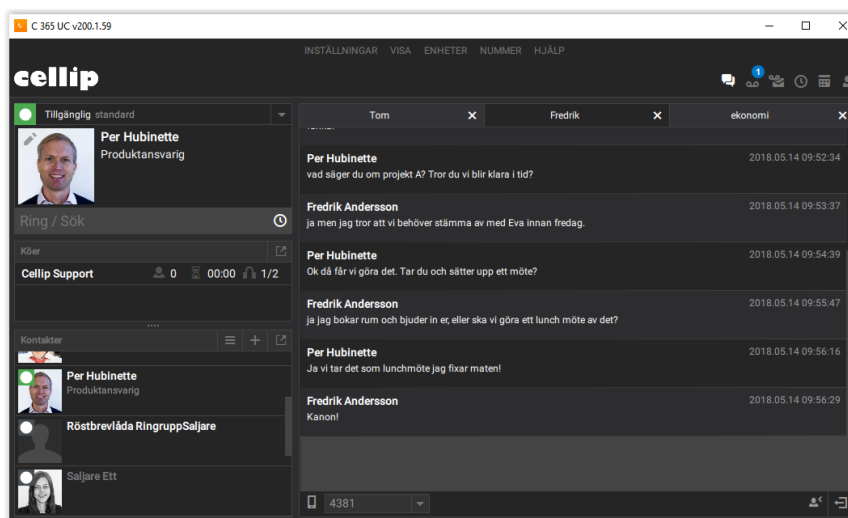 C 365 UC v200.1.59
INSTÄLLNINGAR VISA ENHETER NUMMER HJÄLP
cellip
1
Tillgänglig standard
Per Hubinette
Produktansvarig
Ring / Sök
Köer
Cellip Support 0 00:00 1/2
Kontakter
Per Hubinette
Produktansvarig
Röstbrevlåda RingruppSaljare
Saljare Ett
Tom
Fredrik
ekonomi
Per Hubinette 2018.05.14 09:52:34
vad säger du om projekt A? Tror du vi blir klara i tid?
Fredrik Andersson 2018.05.14 09:53:37
ja men jag tror att vi behöver stämma av med Eva innan fredag.
Per Hubinette 2018.05.14 09:54:39
Ok då får vi göra det. Tar du och sätter upp ett möte?
Fredrik Andersson 2018.05.14 09:55:47
ja jag bokar rum och bjuder in er, eller ska vi göra ett lunch möte av det?
Per Hubinette 2018.05.14 09:56:16
Ja vi tar det som lunchmöte jag fixar maten!
Fredrik Andersson 2018.05.14 09:56:29
Kanon!
4381